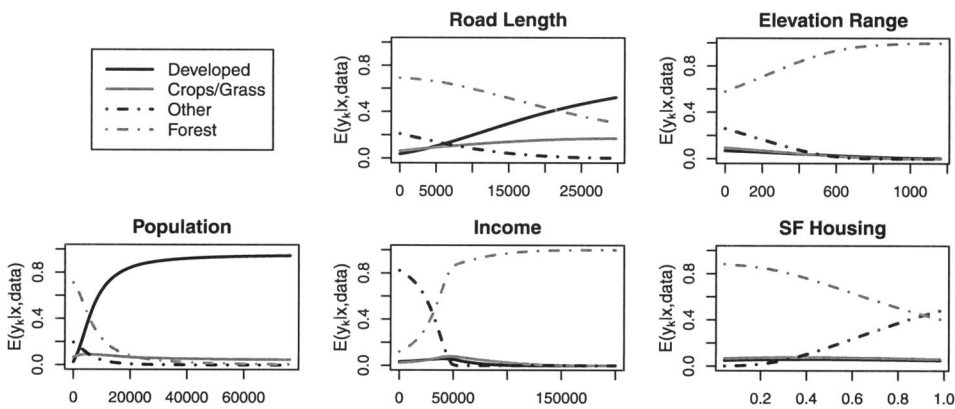 Developed
Crops/Grass
Other
Forest
Road Length
E(yk|x,data)
0.0 0.4 0.8
0 5000 15000 25000
Elevation Range
E(yk|x,data)
0.0 0.4 0.8
0 200 600 1000
Population
E(yk|x,data)
0.0 0.4 0.8
0 20000 40000 60000
Income
E(yk|x,data)
0.0 0.4 0.8
0 50000 150000
SF Housing
E(yk|x,data)
0.0 0.4 0.8
0.2 0.4 0.6 0.8 1.0